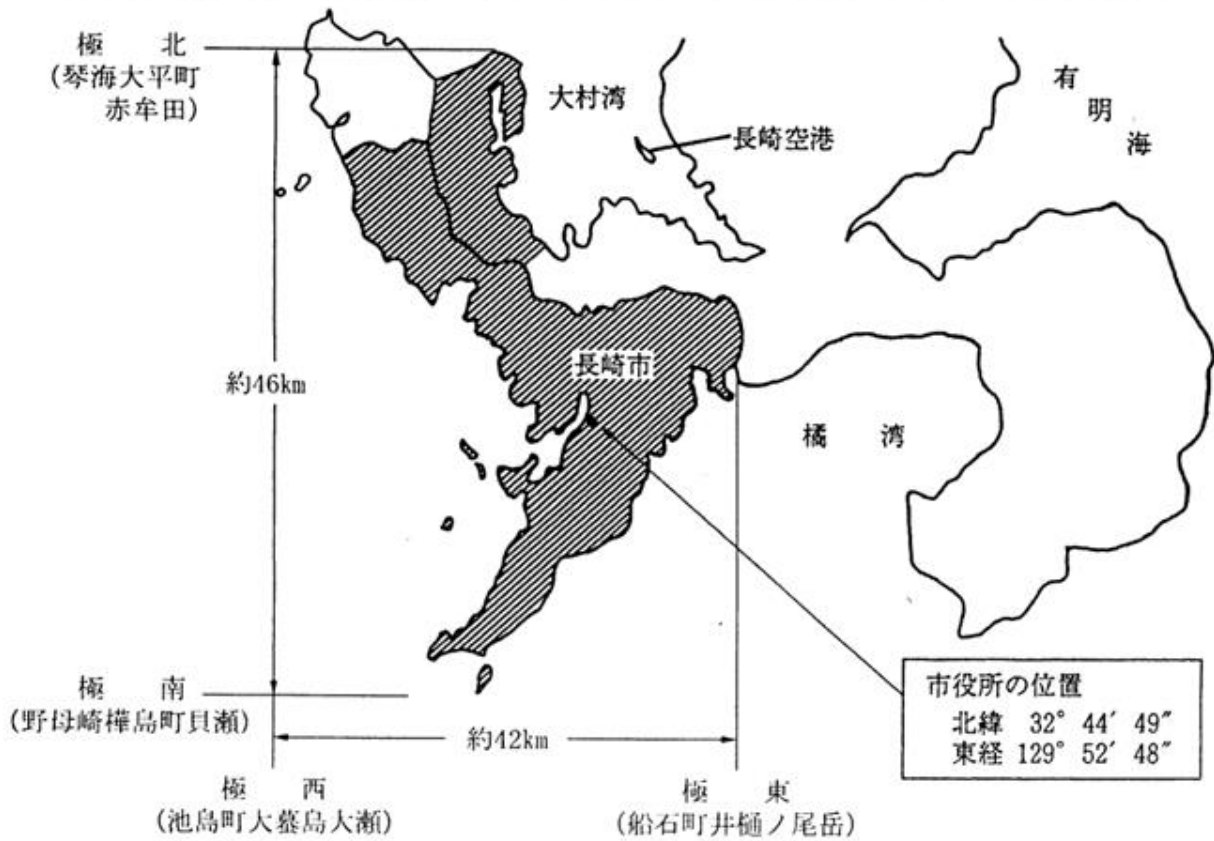 極 北
(琴海大平町
赤牟田)
大村湾
有明海
長崎空港
長崎市
約46km
橘 湾
極 南
(野母崎樺島町貝瀬)
約42km
市役所の位置
北緯 32° 44′ 49″
東経 129° 52′ 48″
極 西
(池島町大蟇島大瀬)
極 東
(船石町井樋ノ尾岳)